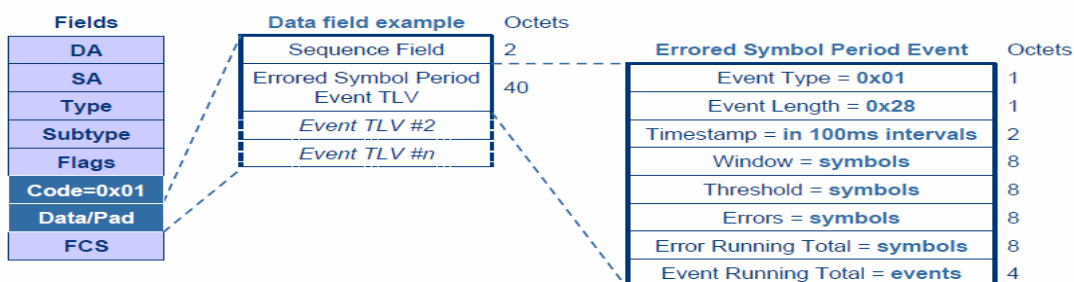 Fields
DA
SA
Type
Subtype
Flags
Code=0x01
Data/Pad
FCS
Data field example Octets
Sequence Field 2
Errored Symbol Period
Event TLV 40
Event TLV #2
Event TLV #n
Errored Symbol Period Event Octets
Event Type = 0x01 1
Event Length = 0x28 1
Timestamp = in 100ms intervals 2
Window = symbols 8
Threshold = symbols 8
Errors = symbols 8
Error Running Total = symbols 8
Event Running Total = events 4